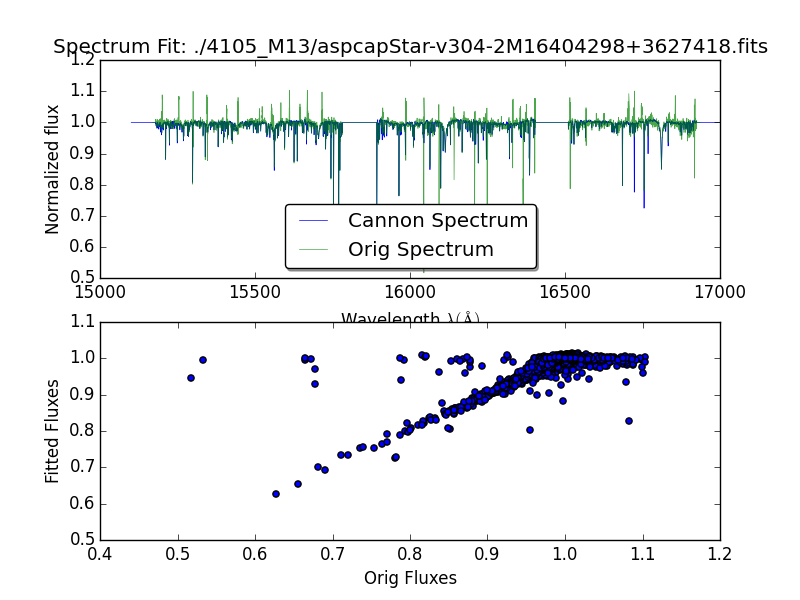 Spectrum Fit: ./4105_M13/aspcapStar-v304-2M16404298+3627418.fits
1.2
1.1
1.0
0.9
0.8
0.7
0.6
0.5
Normalized flux
Cannon Spectrum
Orig Spectrum
15000 15500 16000 16500 17000
Wavelength λ(Å)
1.1
1.0
0.9
0.8
0.7
0.6
0.5
Fitted Fluxes
0.4 0.5 0.6 0.7 0.8 0.9 1.0 1.1 1.2
Orig Fluxes